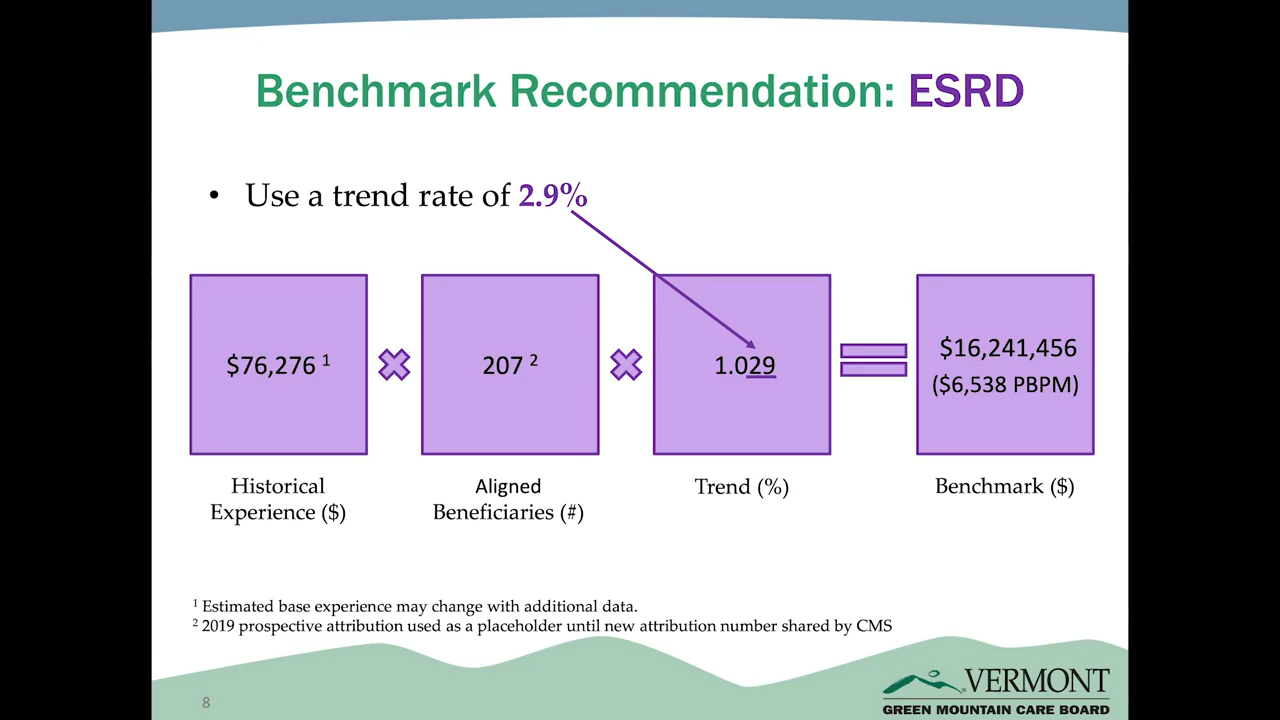 Benchmark Recommendation: ESRD
• Use a trend rate of 2.9%
$76,276 ¹
207 ²
1.029
$16,241,456
($6,538 PBPM)
Historical
Experience ($)
Aligned
Beneficiaries (#)
Trend (%)
Benchmark ($)
¹ Estimated base experience may change with additional data.
² 2019 prospective attribution used as a placeholder until new attribution number shared by CMS
8
VERMONT
GREEN MOUNTAIN CARE BOARD